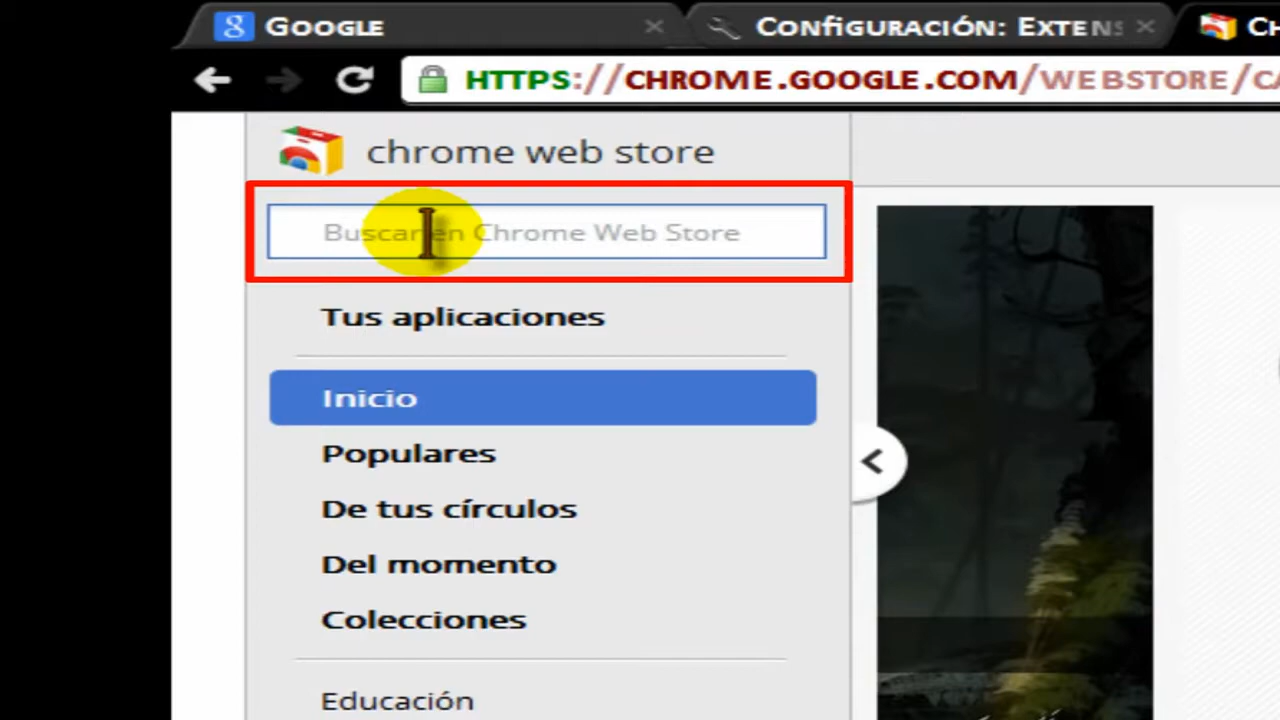 GOOGLE
CONFIGURACIÓN: EXTENS
CH
HTTPS://CHROME.GOOGLE.COM/WEBSTORE/CA
chrome web store
Buscar en Chrome Web Store
Tus aplicaciones
Inicio
Populares
De tus círculos
Del momento
Colecciones
Educación